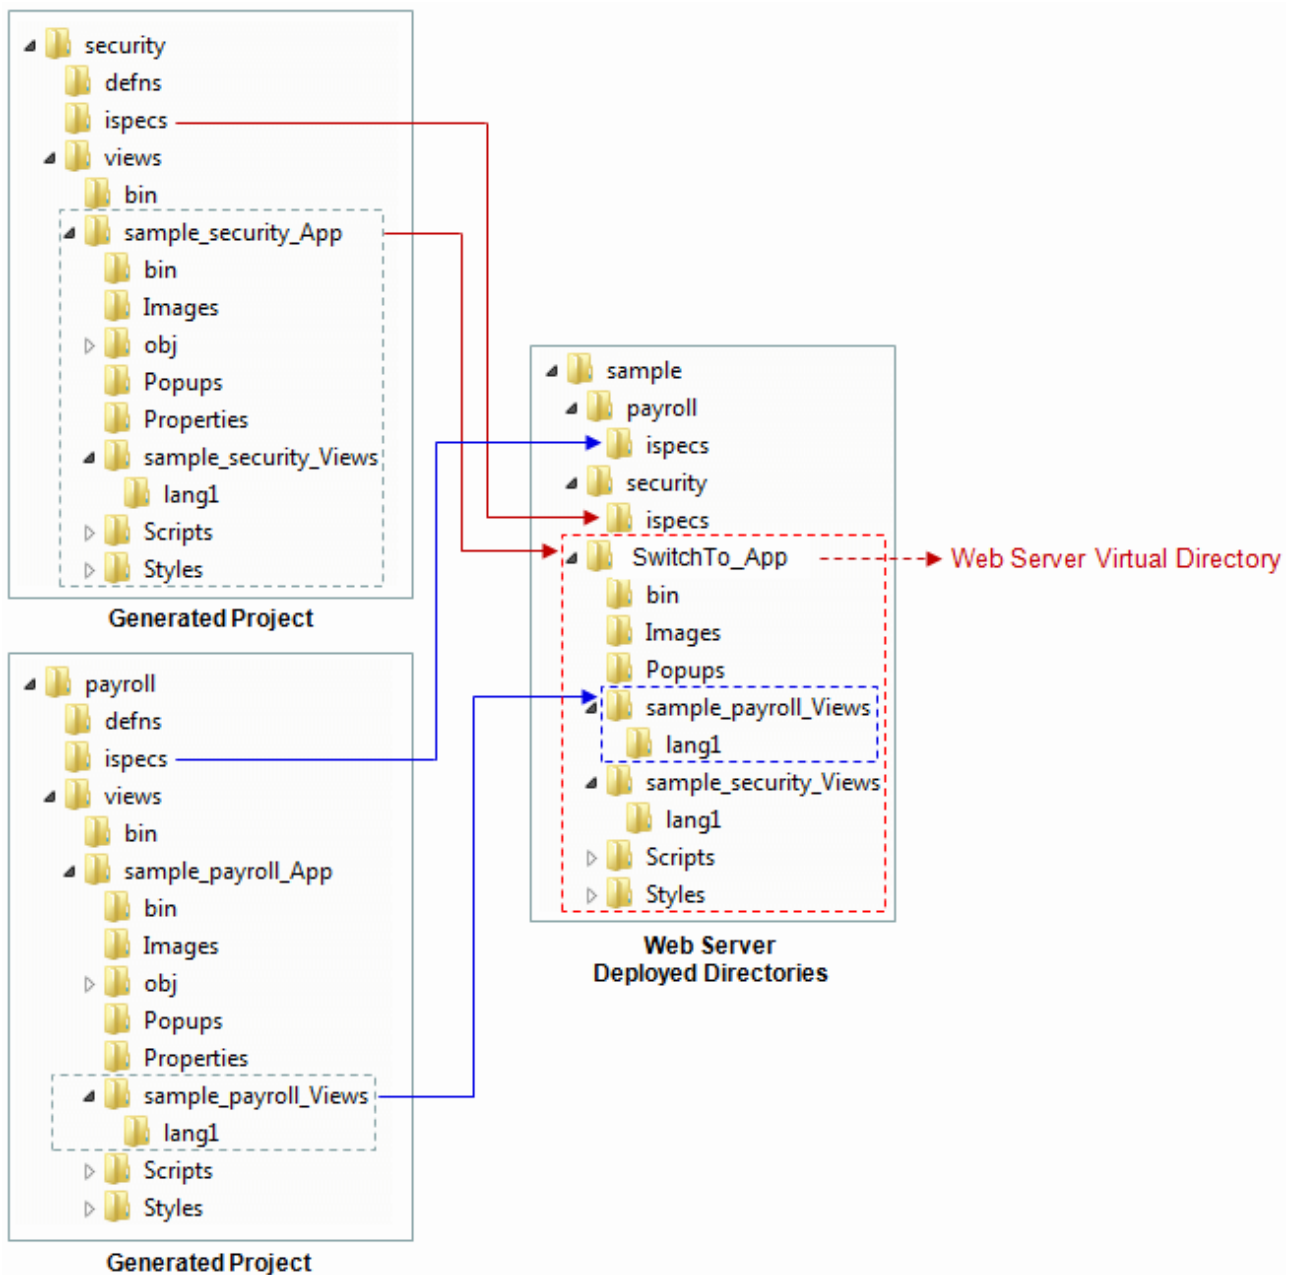 security
defns
ispecs
views
bin
sample_security_App
bin
Images
obj
Popups
Properties
sample_security_Views
lang1
Scripts
Styles
Generated Project
payroll
defns
ispecs
views
bin
sample_payroll_App
bin
Images
obj
Popups
Properties
sample_payroll_Views
lang1
Scripts
Styles
Generated Project
sample
payroll
ispecs
security
ispecs
SwitchTo_App
bin
Images
Popups
sample_payroll_Views
lang1
sample_security_Views
lang1
Scripts
Styles
Web Server
Deployed Directories
Web Server Virtual Directory